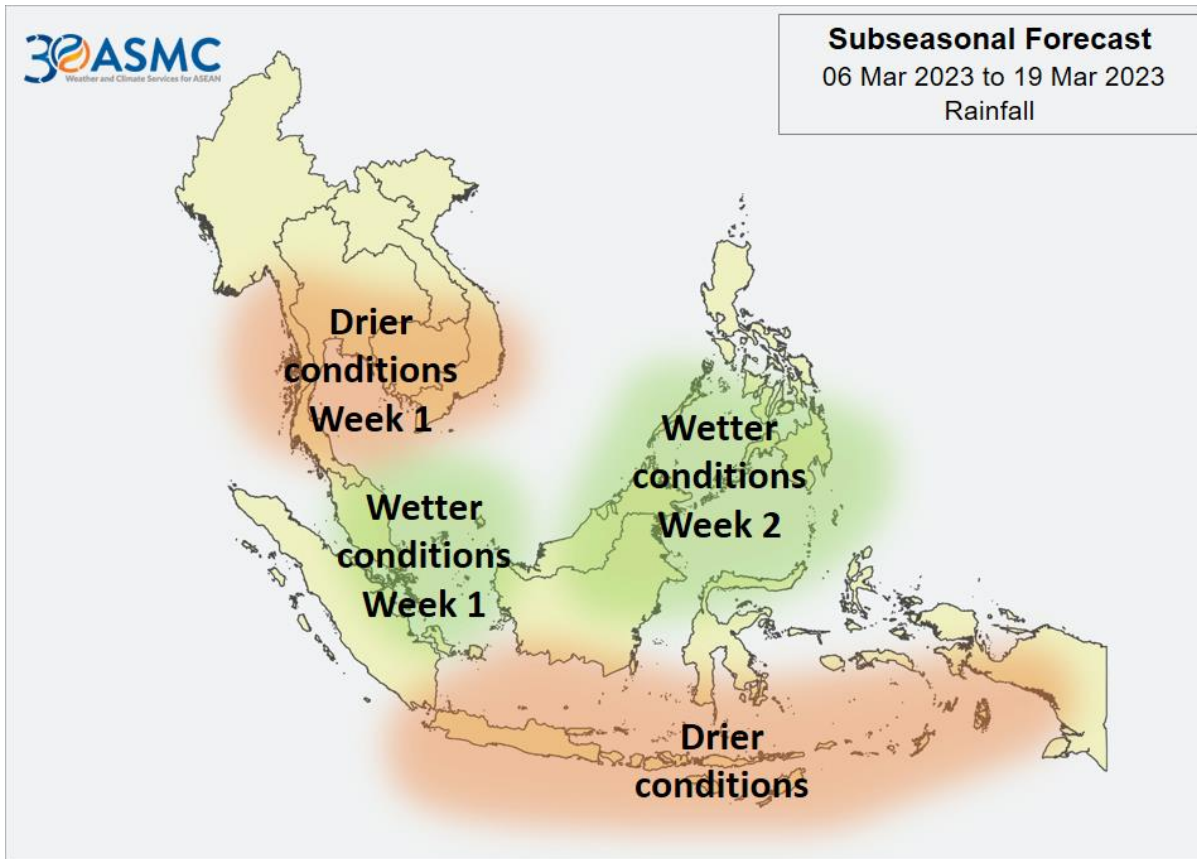 ASMC
Weather and Climate Services for ASEAN
Subseasonal Forecast
06 Mar 2023 to 19 Mar 2023
Rainfall
Drier
conditions
Week 1
Wetter
conditions
Week 2
Wetter
conditions
Week 1
Drier
conditions